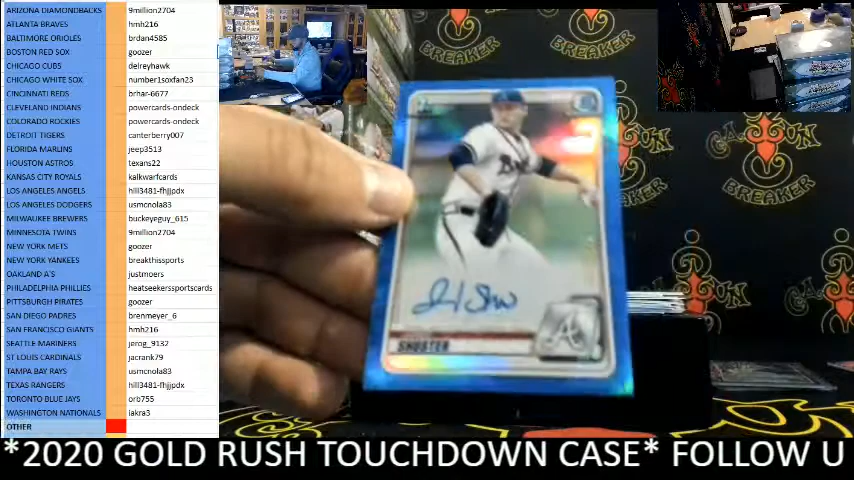 ARIZONA DIAMONDBACKS 9million2704
ATLANTA BRAVES hmh216
BALTIMORE ORIOLES brdan4585
BOSTON RED SOX goozer
CHICAGO CUBS delreyhawk
CHICAGO WHITE SOX number1soxfan23
CINCINATTI REDS brhar-6677
CLEVELAND INDIANS powercards-ondeck
COLORADO ROCKIES powercards-ondeck
DETROIT TIGERS canterberry007
FLORIDA MARLINS jeep3513
HOUSTON ASTROS texans22
KANSAS CITY ROYALS kalkwarfcards
LOS ANGELES ANGELS hill3481-fhjjpdx
LOS ANGELES DODGERS usmcnola83
MILWAUKEE BREWERS buckeyeguy_615
MINNESOTA TWINS 9million2704
NEW YORK METS goozer
NEW YORK YANKEES breakthissports
OAKLAND A'S justmoers
PHILADELPHIA PHILLIES heatseekerssportscards
PITTSBURGH PIRATES goozer
SAN DIEGO PADRES brenmeyer_6
SAN FRANCISCO GIANTS hmh216
SEATTLE MARINERS jerog_9132
ST LOUIS CARDINALS jacrank79
TAMPA BAY RAYS usmcnola83
TEXAS RANGERS hill3481-fhjjpdx
TORONTO BLUE JAYS orb755
WASHINGTON NATIONALS iakra3
OTHER
BREAKER
BREAKER
SHUSTER
A
BREAKER
BREAKER
*2020 GOLD RUSH TOUCHDOWN CASE* FOLLOW U